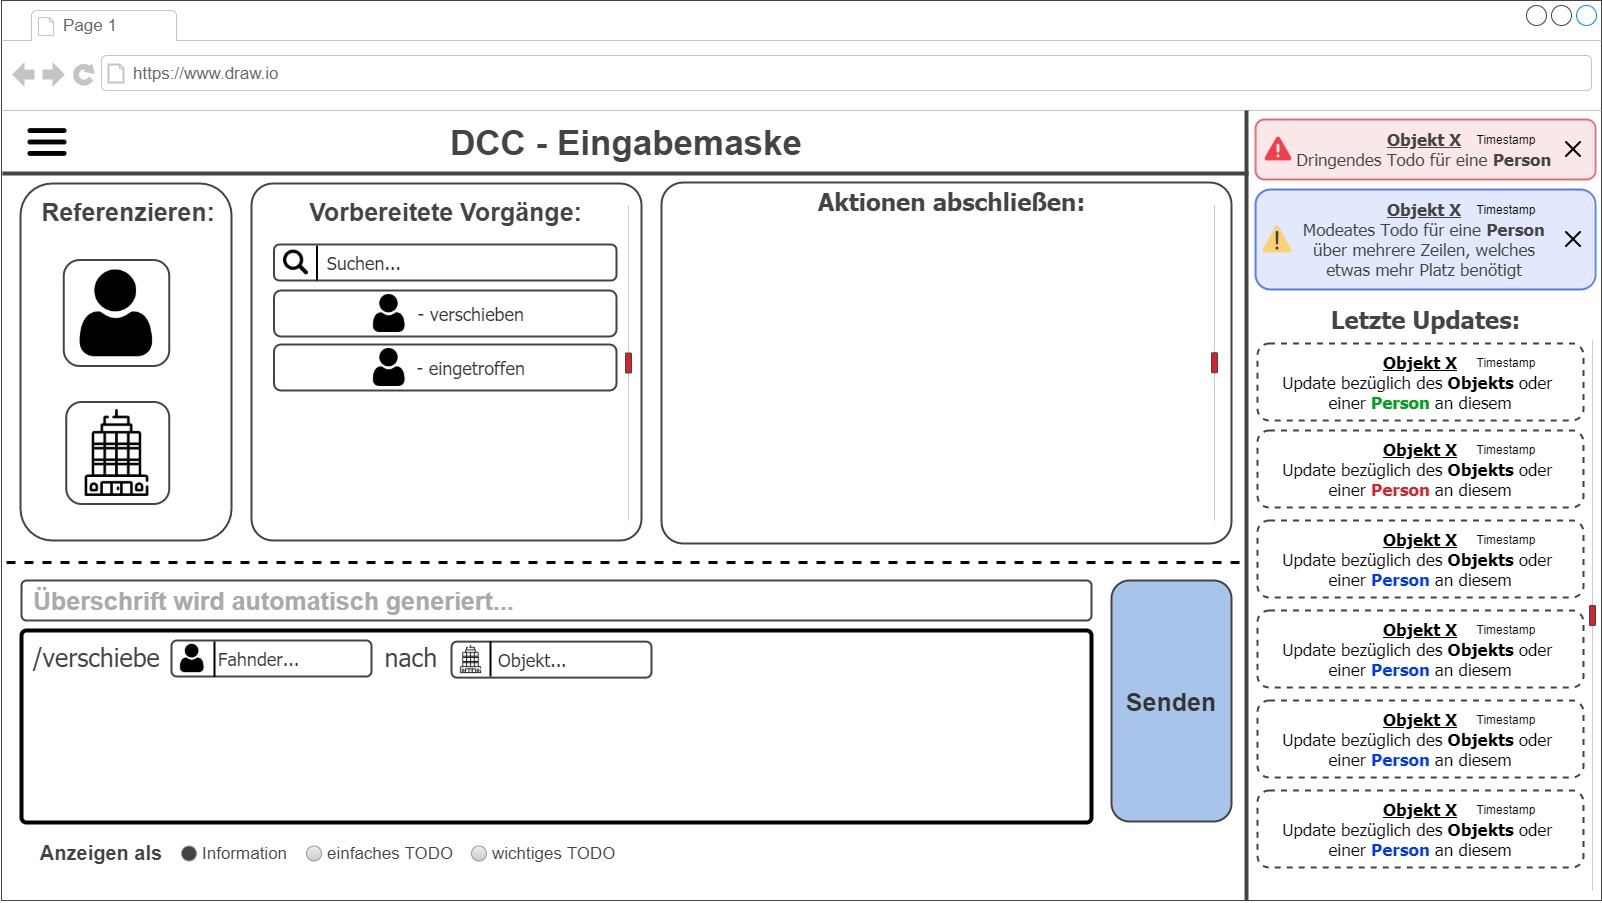 Page 1
https://www.draw.io
DCC - Eingabemaske
Referenzieren:
Vorbereitete Vorgänge:
Suchen...
- verschieben
- eingetroffen
Aktionen abschließen:
Überschrift wird automatisch generiert...
/verschiebe Fahnder... nach Objekt...
Senden
Anzeigen als Information einfaches TODO wichtiges TODO
Objekt X Timestamp
Dringendes Todo für eine Person
Objekt X Timestamp
Modeates Todo für eine Person
über mehrere Zeilen, welches
etwas mehr Platz benötigt
Letzte Updates:
Objekt X Timestamp
Update bezüglich des Objekts oder
einer Person an diesem
Objekt X Timestamp
Update bezüglich des Objekts oder
einer Person an diesem
Objekt X Timestamp
Update bezüglich des Objekts oder
einer Person an diesem
Objekt X Timestamp
Update bezüglich des Objekts oder
einer Person an diesem
Objekt X Timestamp
Update bezüglich des Objekts oder
einer Person an diesem
Objekt X Timestamp
Update bezüglich des Objekts oder
einer Person an diesem